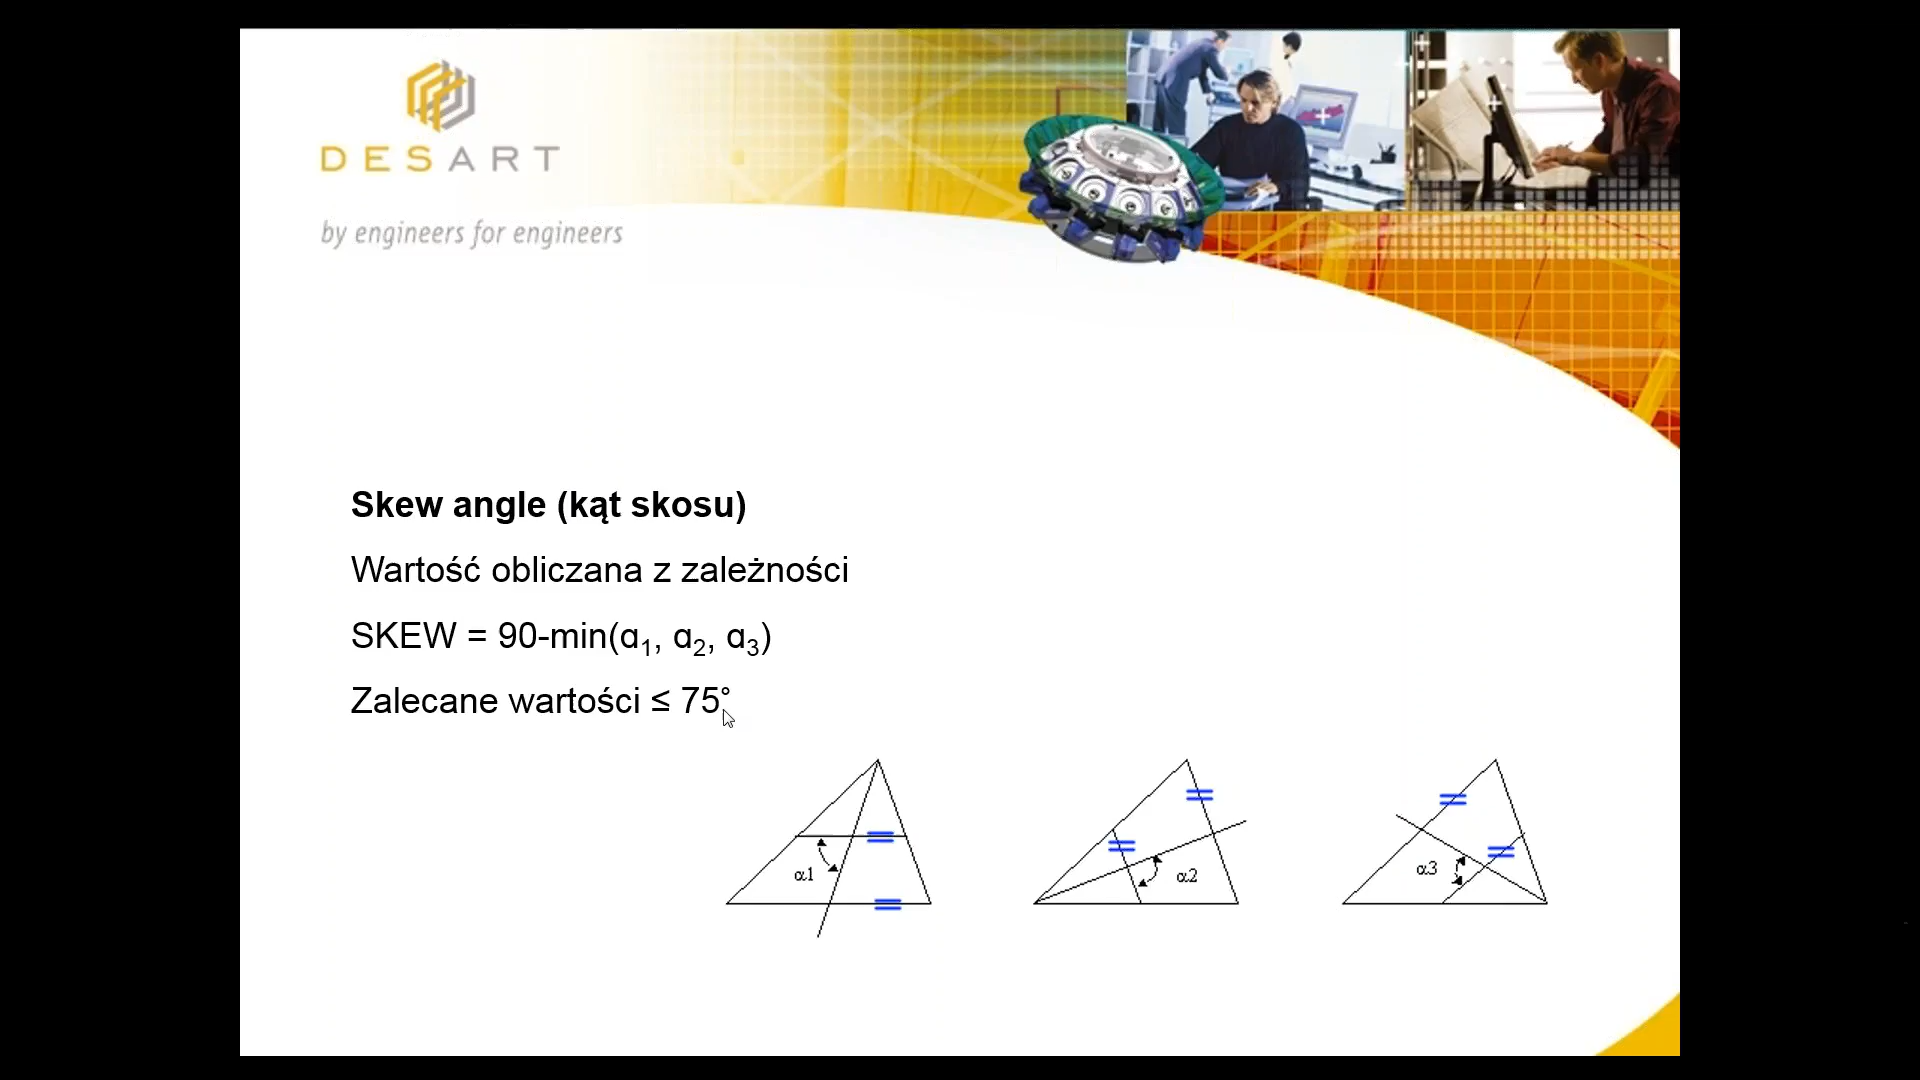 DESART
by engineers for engineers
Skew angle (kąt skosu)
Wartość obliczana z zależności
SKEW = 90-min(α₁, α₂, α₃)
Zalecane wartości ≤ 75°
α1
α2
α3